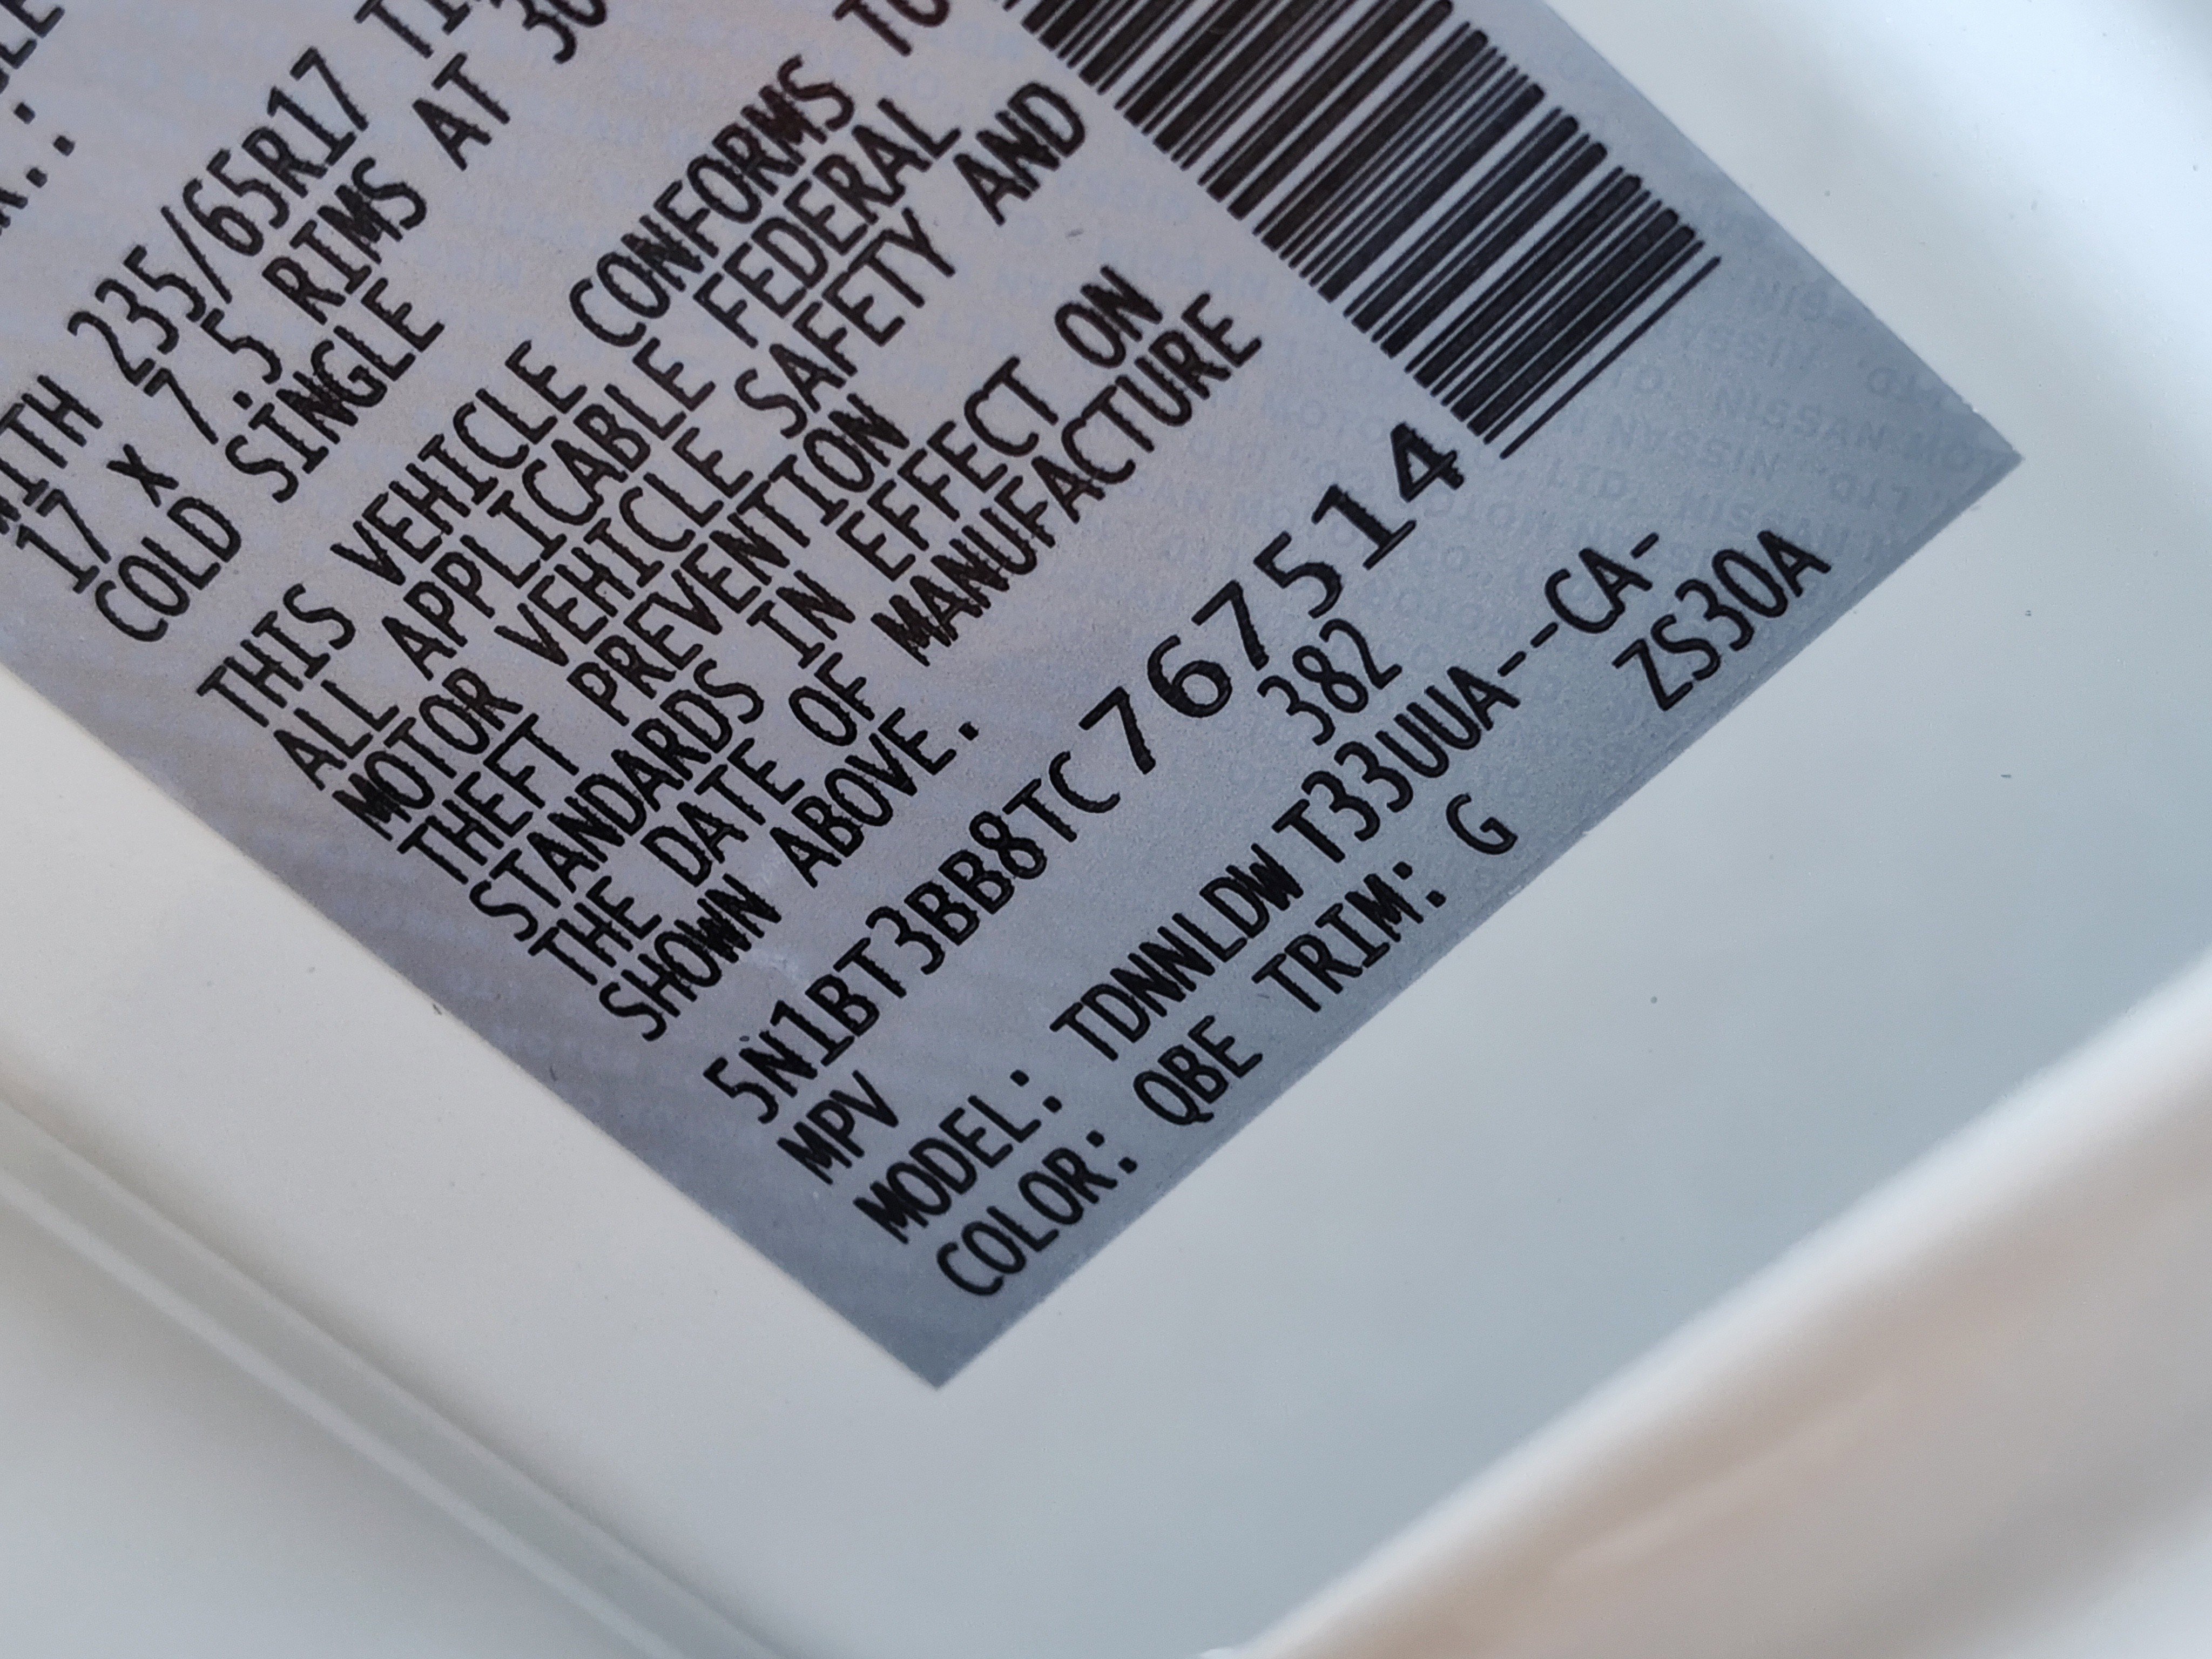 WITH 235/65R17
17 x 7.5 RIMS AT 30
COLD SINGLE
THIS VEHICLE CONFORMS TO
ALL APPLICABLE FEDERAL
MOTOR VEHICLE SAFETY AND
THEFT PREVENTION
STANDARDS IN EFFECT ON
THE DATE OF MANUFACTURE
SHOWN ABOVE.
5N1BT3BB8TC767514
MPV 382
MODEL: TDNNLDW T33UUA--CA-
ZS30A
COLOR: QBE TRIM: G